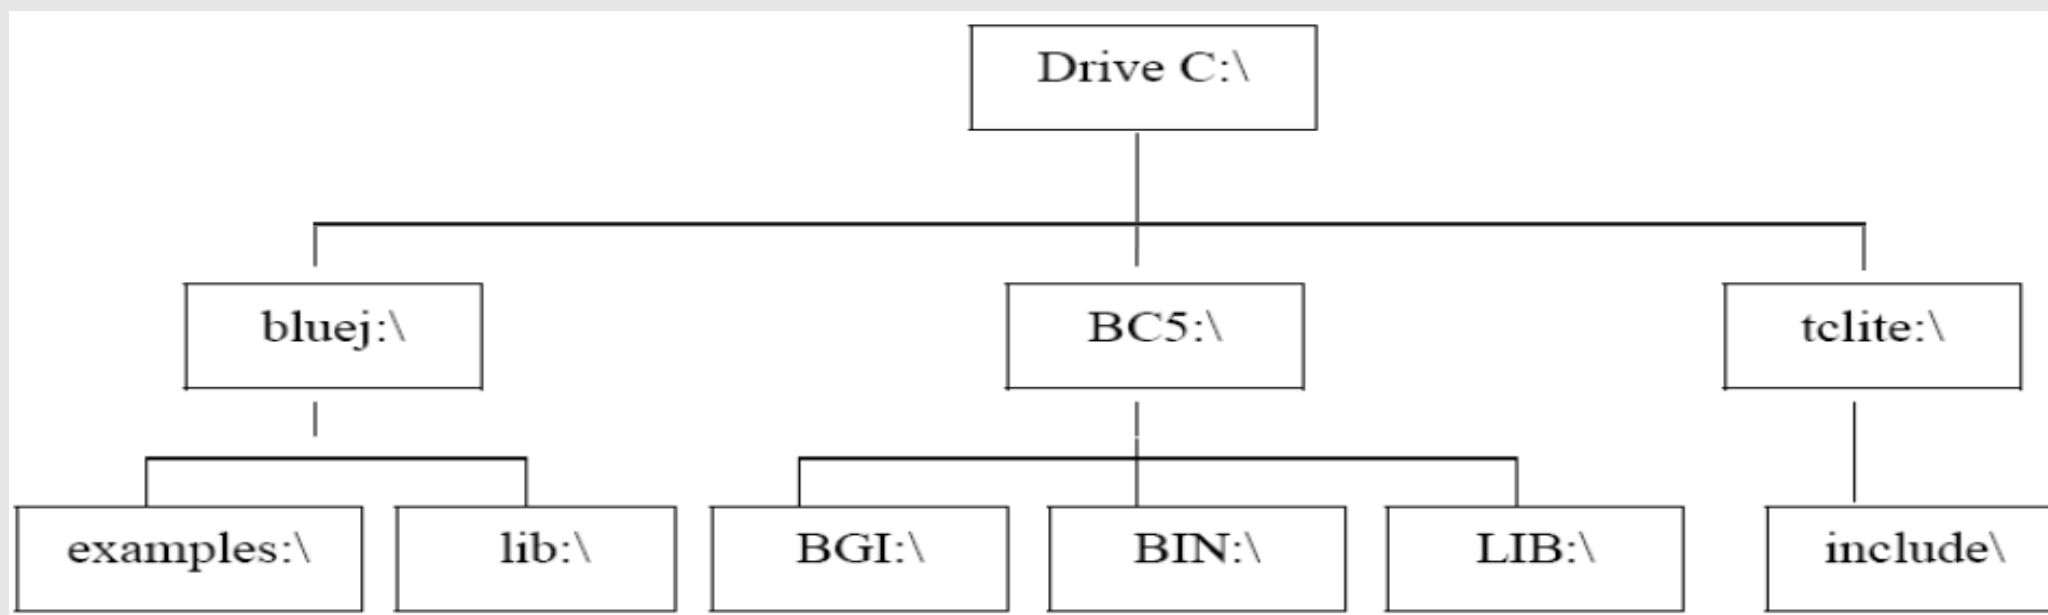 Drive C:\
bluej:\
BC5:\
tclite:\
examples:\
lib:\
BGI:\
BIN:\
LIB:\
include\